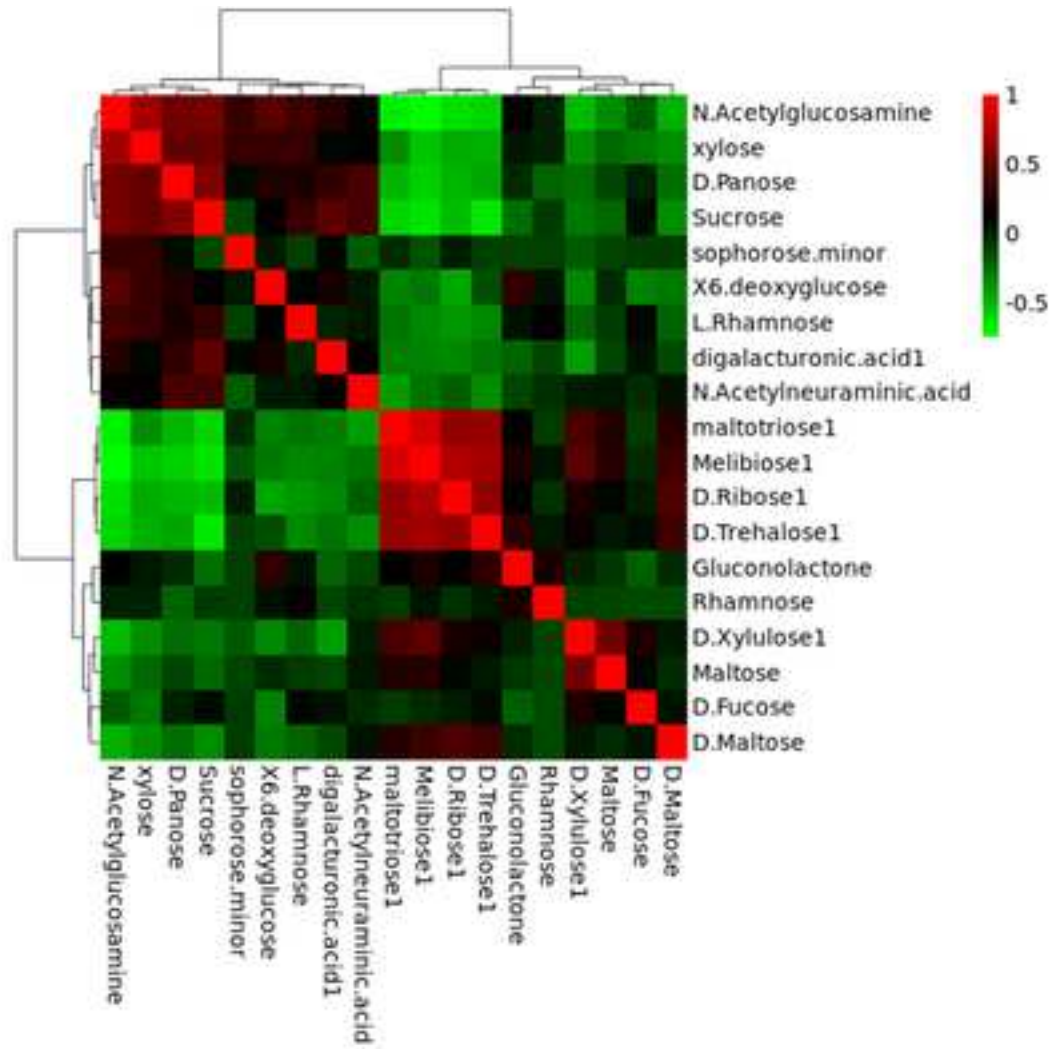 1
0.5
0
-0.5
N.Acetylglucosamine
xylose
D.Panose
Sucrose
sophorose.minor
X6.deoxyglucose
L.Rhamnose
digalacturonic.acid1
N.Acetylneuraminic.acid
maltotriose1
Melibiose1
D.Ribose1
D.Trehalose1
Gluconolactone
Rhamnose
D.Xylulose1
Maltose
D.Fucose
D.Maltose
N.Acetylglucosamine
xylose
D.Panose
Sucrose
sophorose.minor
X6.deoxyglucose
L.Rhamnose
digalacturonic.acid1
N.Acetylneuraminic.acid
maltotriose1
Melibiose1
D.Ribose1
D.Trehalose1
Gluconolactone
Rhamnose
D.Xylulose1
Maltose
D.Fucose
D.Maltose